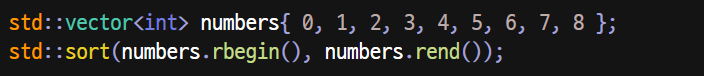 std::vector<int> numbers{ 0, 1, 2, 3, 4, 5, 6, 7, 8 };
std::sort(numbers.rbegin(), numbers.rend());